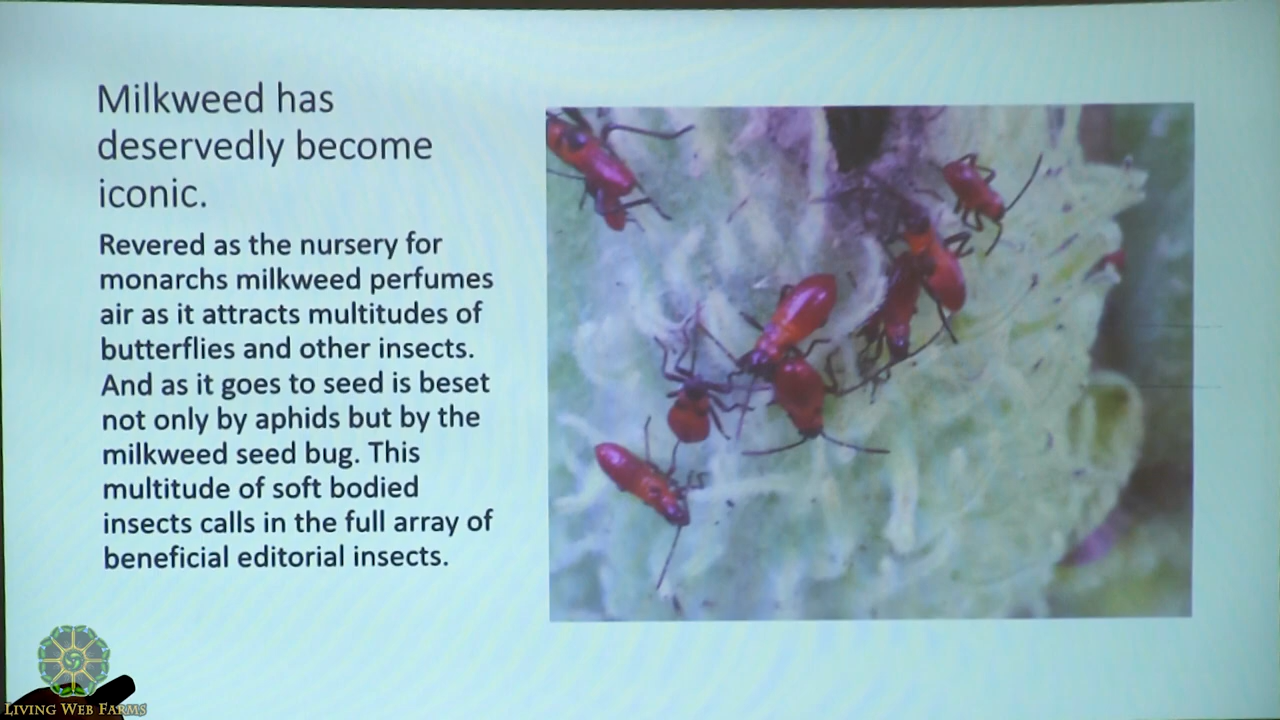 Milkweed has
deservedly become
iconic.
Revered as the nursery for
monarchs milkweed perfumes
air as it attracts multitudes of
butterflies and other insects.
And as it goes to seed is beset
not only by aphids but by the
milkweed seed bug. This
multitude of soft bodied
insects calls in the full array of
beneficial editorial insects.
LIVING WEB FARMS